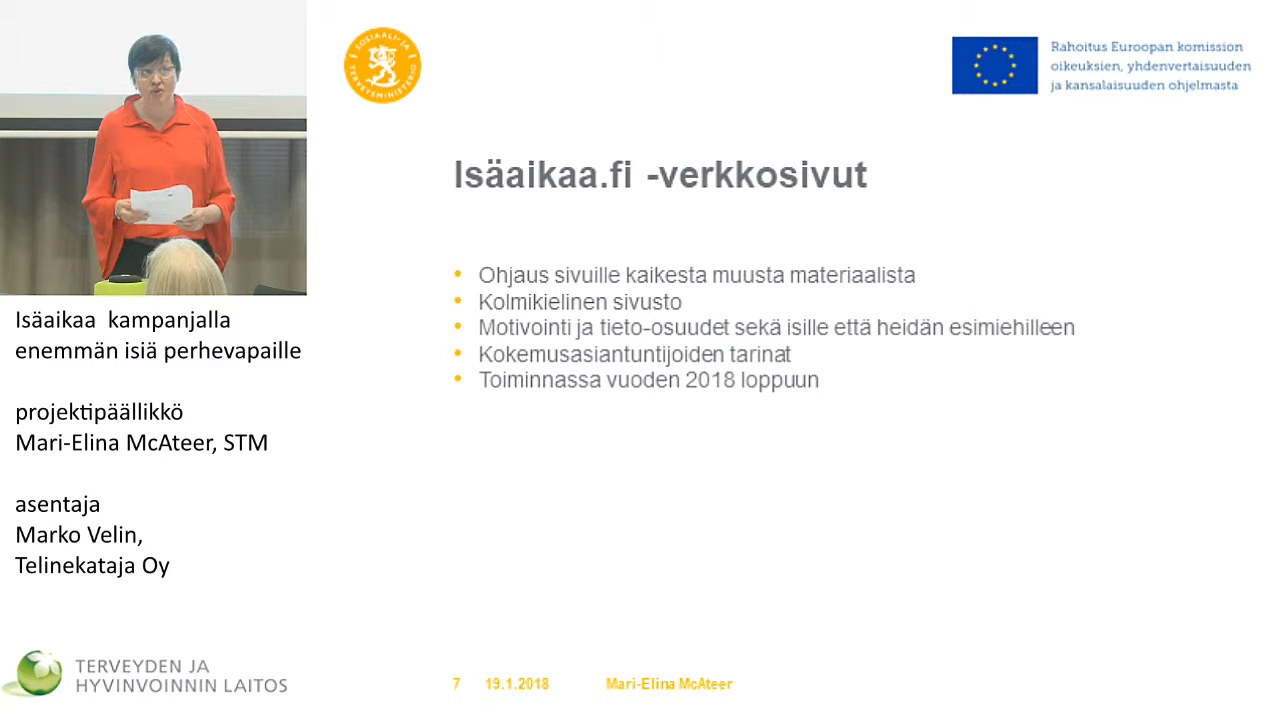 SOSIAALI- JA
TERVEYSMINISTERIÖ
Rahoitus Euroopan komission
oikeuksien, yhdenvertaisuuden
ja kansalaisuuden ohjelmasta
Isäaikaa.fi -verkkosivut
• Ohjaus sivuille kaikesta muusta materiaalista
• Kolmikielinen sivusto
• Motivointi ja tieto-osuudet sekä isille että heidän esimiehilleen
• Kokemusasiantuntijoiden tarinat
• Toiminnassa vuoden 2018 loppuun
Isäaikaa kampanjalla
enemmän isiä perhevapaille
projektipäällikkö
Mari-Elina McAteer, STM
asentaja
Marko Velin,
Telinekataja Oy
TERVEYDEN JA
HYVINVOINNIN LAITOS
7 19.1.2018 Mari-Elina McAteer